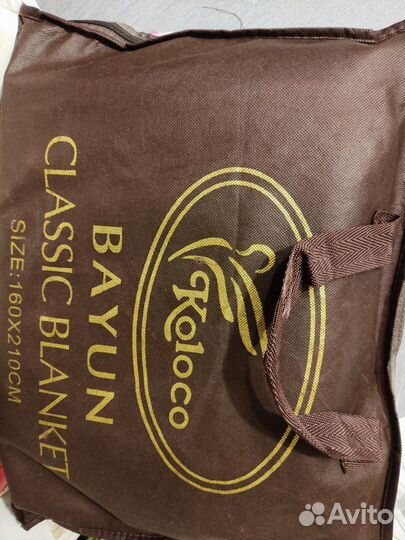 Koloco
BAYUN
CLASSIC BLANKET
SIZE:160X210CM
Avito